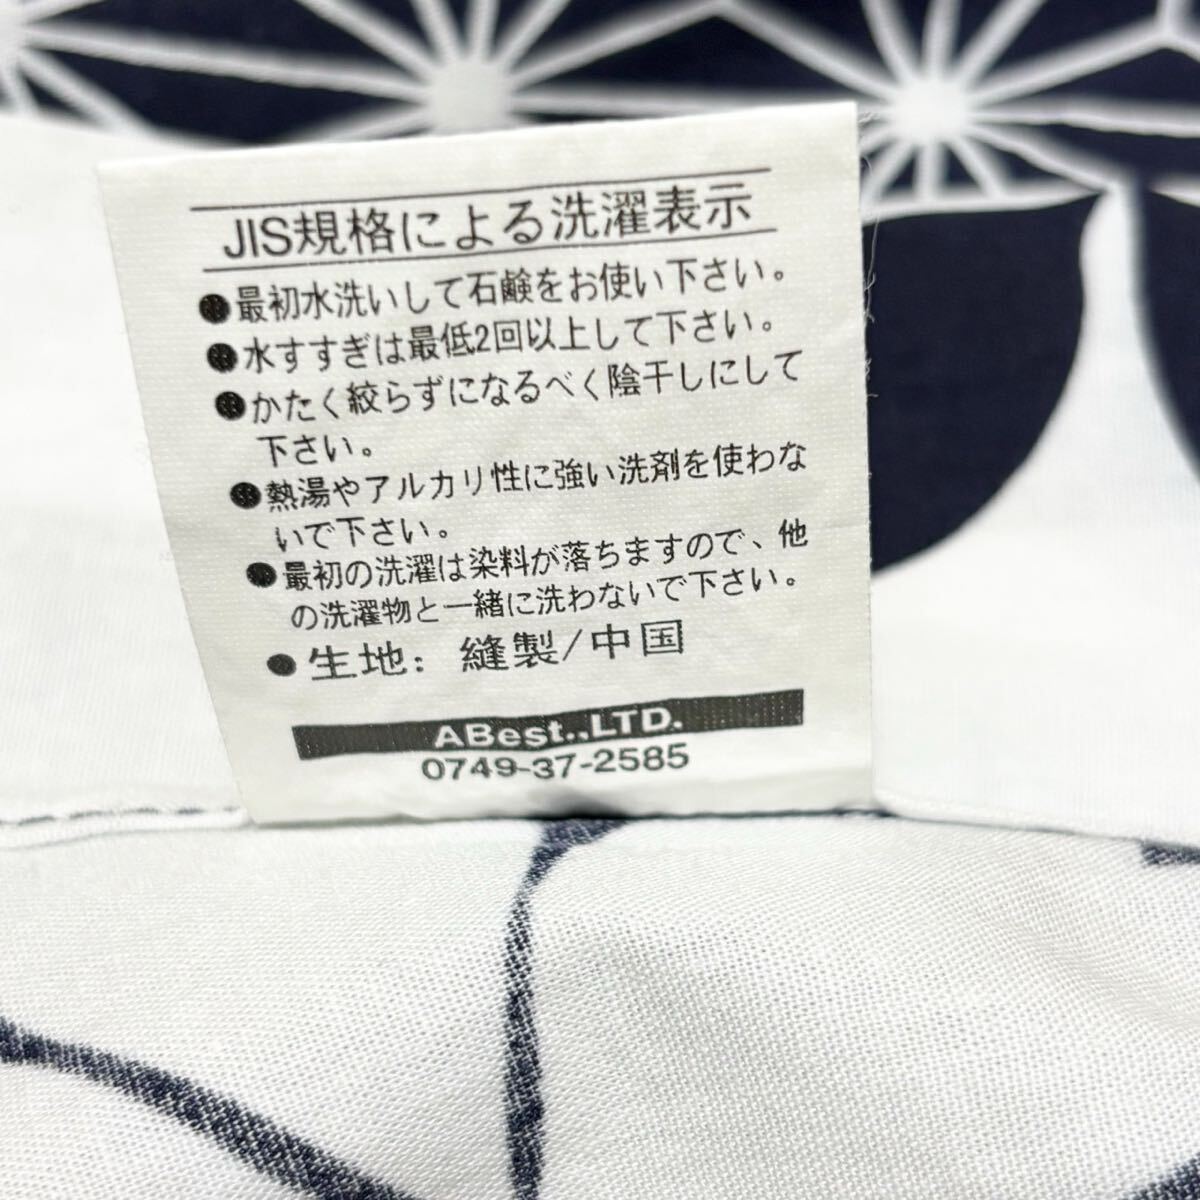 JIS規格による洗濯表示
●最初水洗いして石鹸をお使い下さい。
●水すすぎは最低2回以上して下さい。
●かたく絞らずになるべく陰干しにして
下さい。
●熱湯やアルカリ性に強い洗剤を使わな
いで下さい。
●最初の洗濯は染料が落ちますので、他
の洗濯物と一緒に洗わないで下さい。
●生地：縫製/中国
ABest.,LTD.
0749-37-2585